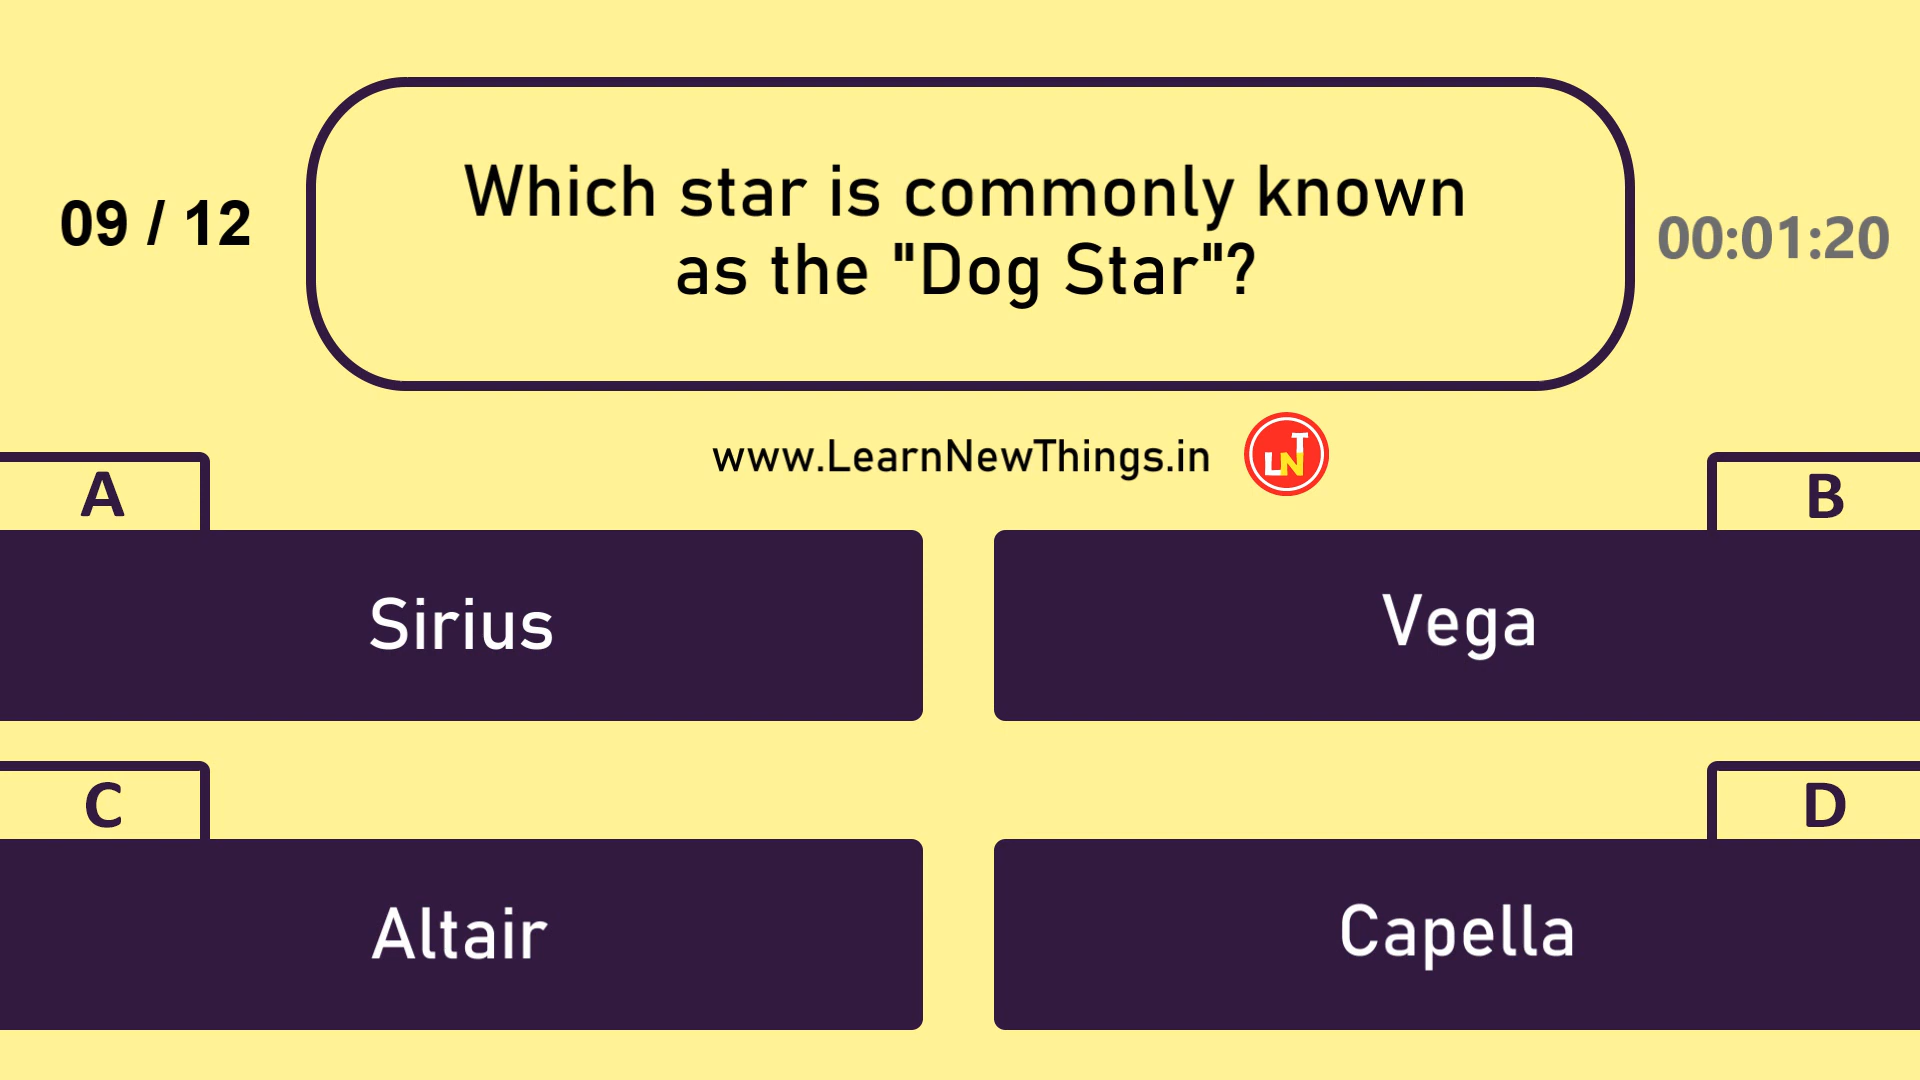 09 / 12
Which star is commonly known
as the "Dog Star"?
00:01:20
www.LearnNewThings.in
LNT
A
Sirius
B
Vega
C
Altair
D
Capella